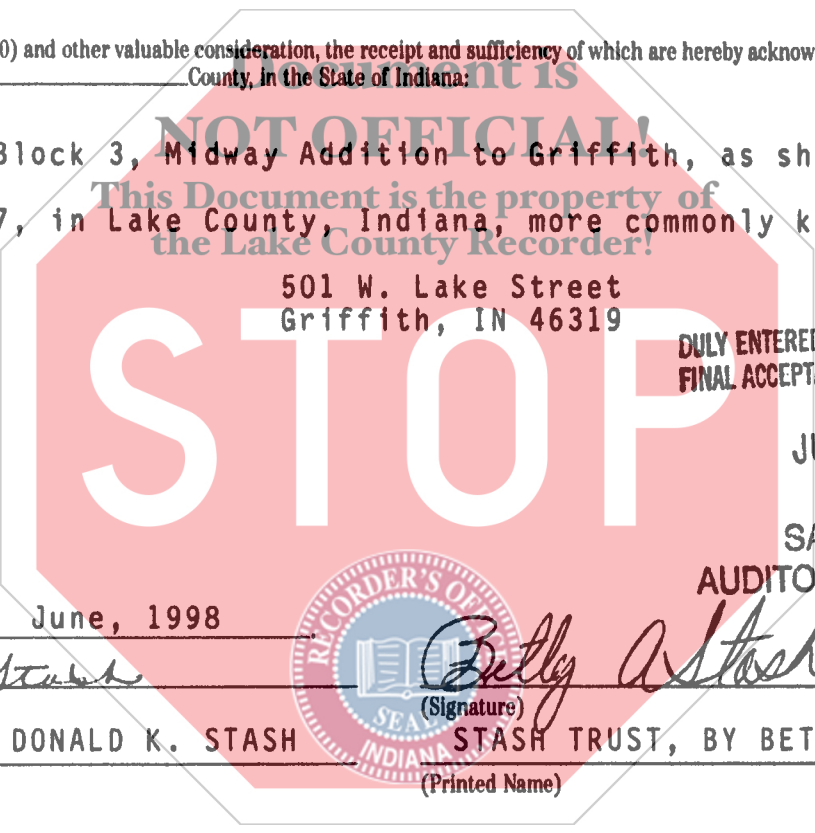 0) and other valuable consideration, the receipt and sufficiency of which are hereby acknow
County, in the State of Indiana:
Document is
NOT OFFICIAL!
Block 3, Midway Addition to Griffith, as sh
This Document is the property of
7, in Lake County, Indiana, more commonly k
the Lake County Recorder!
501 W. Lake Street
Griffith, IN 46319
DULY ENTERED
FINAL ACCEPT
STOP
JU
SA
AUDITO
RECORDER'S OF
SEAL
INDIANA
June, 1998
Stash
Betty A Stash
(Signature)
DONALD K. STASH
STASH TRUST, BY BET
(Printed Name)